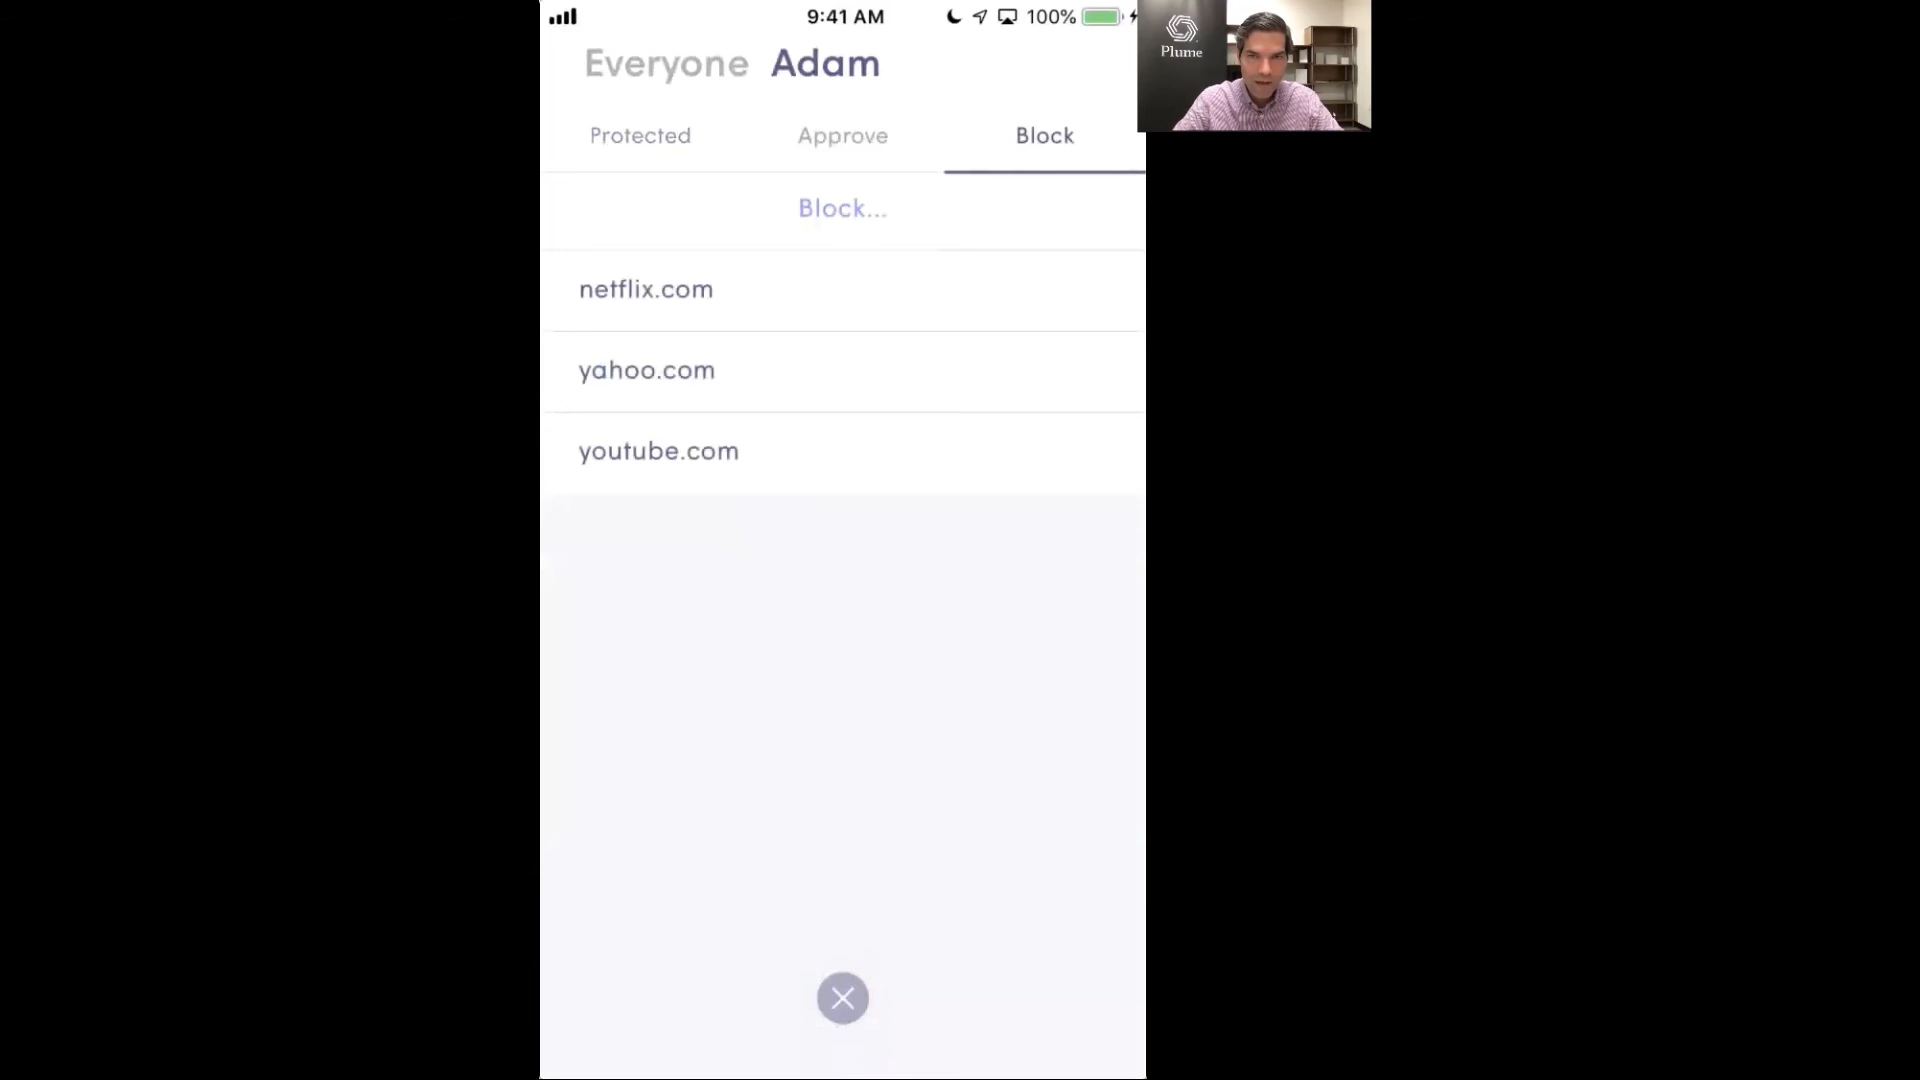 9:41 AM 100%
Plume
Everyone Adam
Protected Approve Block
Block...
netflix.com
yahoo.com
youtube.com